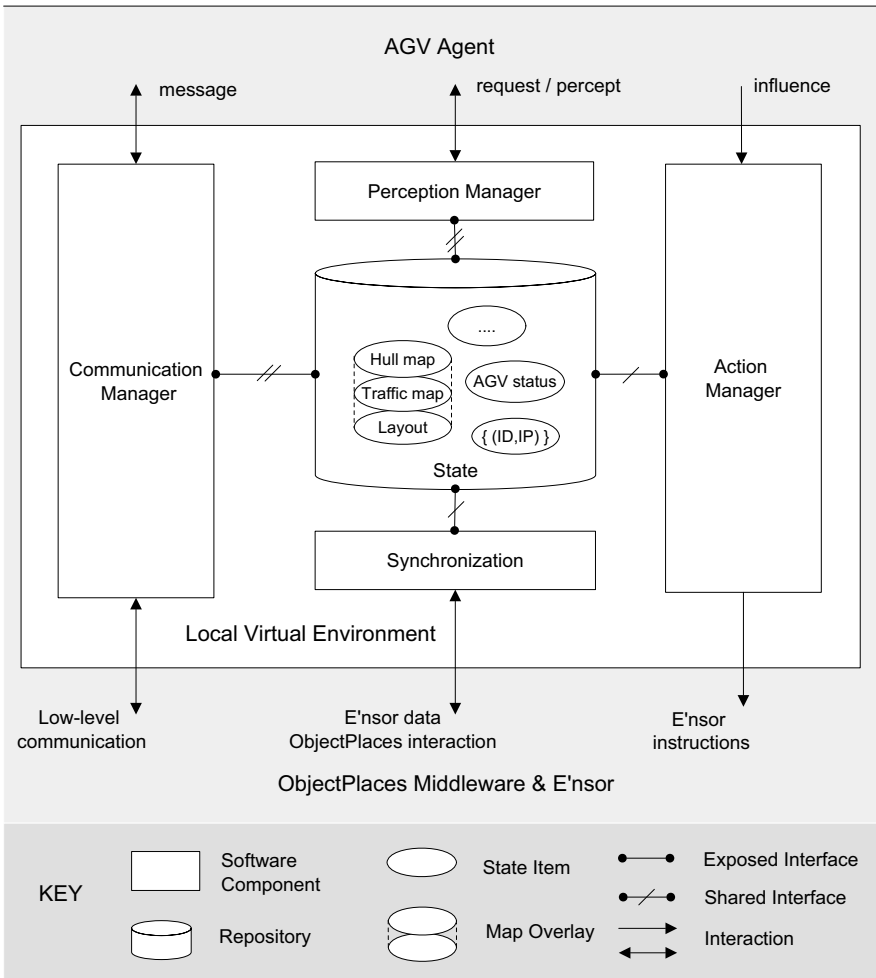 AGV Agent
message
request / percept
influence
Perception Manager
Communication
Manager
....
Hull map
Traffic map
Layout
AGV status
{ (ID,IP) }
State
Action
Manager
Synchronization
Local Virtual Environment
Low-level
communication
E'nsor data
ObjectPlaces interaction
E'nsor
instructions
ObjectPlaces Middleware & E'nsor
KEY
Software
Component
Repository
State Item
Map Overlay
Exposed Interface
Shared Interface
Interaction